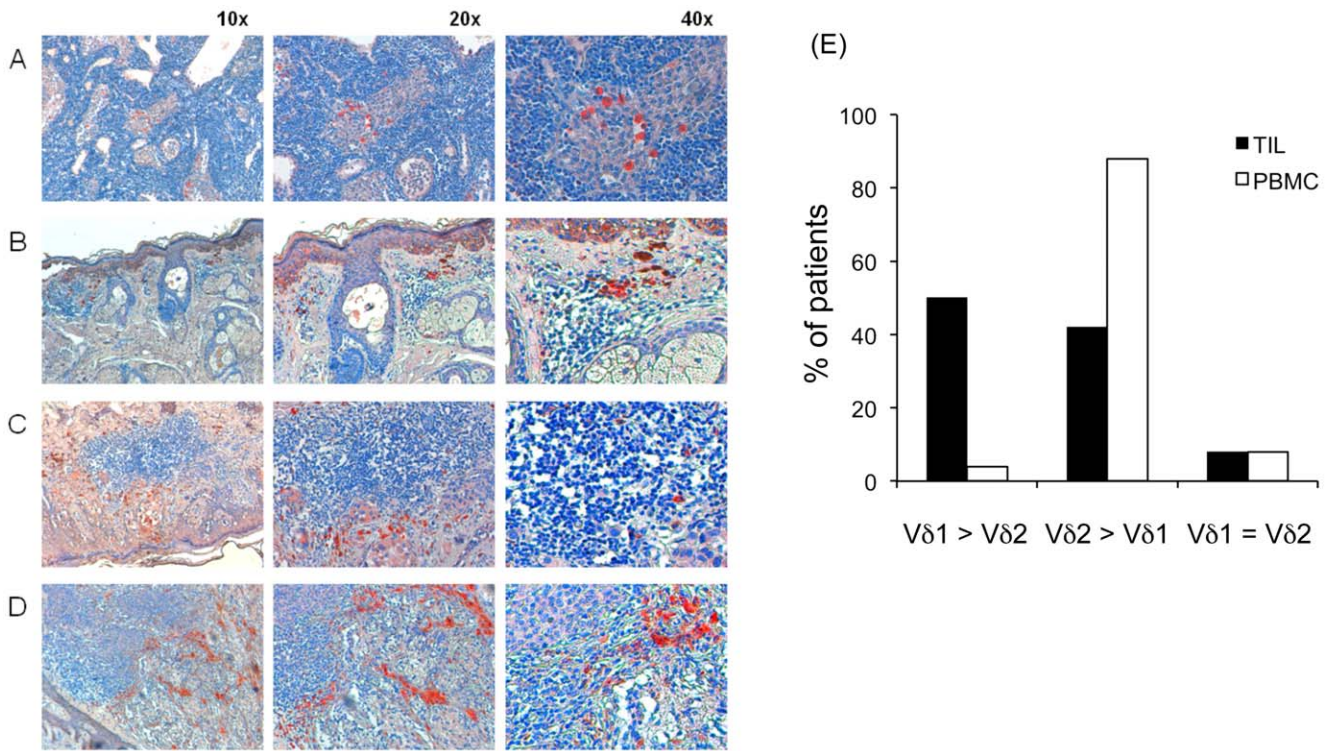 10x 20x 40x
A
B
C
D
(E)
100
80
60
40
20
0
% of patients
TIL
PBMC
Vδ1 > Vδ2 Vδ2 > Vδ1 Vδ1 = Vδ2